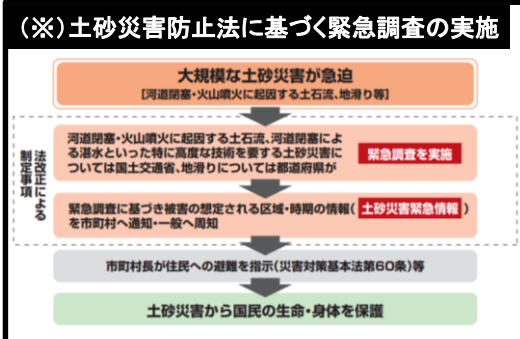 （※）土砂災害防止法に基づく緊急調査の実施
大規模な土砂災害が急迫
［河道閉塞・火山噴火に起因する土石流、地滑り等］
法改正による
制定事項
河道閉塞・火山噴火に起因する土石流、河道閉塞によ
る湛水といった特に高度な技術を要する土砂災害に
ついては国土交通省、地滑りについては都道府県が
緊急調査を実施
緊急調査に基づき被害の想定される区域・時期の情報（土砂災害緊急情報）
を市町村へ通知・一般へ周知
市町村長が住民への避難を指示（災害対策基本法第60条）等
土砂災害から国民の生命・身体を保護